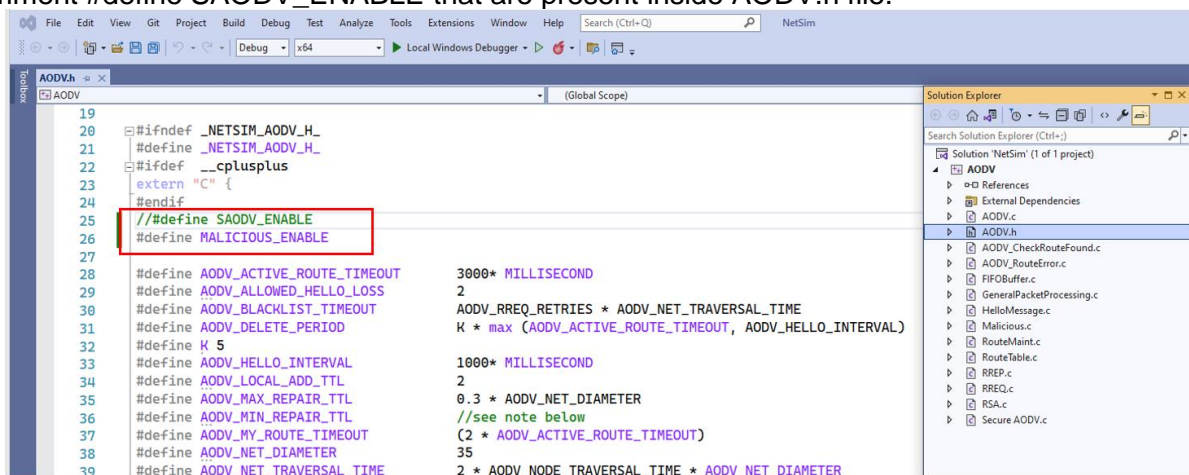 nment #define SAODV_ENABLE that are present inside AODV.h file.
File Edit View Git Project Build Debug Test Analyze Tools Extensions Window Help Search (Ctrl+Q) NetSim
Debug x64 Local Windows Debugger
Toolbox
AODV.h
AODV (Global Scope)
19
20 #ifndef _NETSIM_AODV_H_
21 #define _NETSIM_AODV_H_
22 #ifdef __cplusplus
23 extern "C" {
24 #endif
25 //#define SAODV_ENABLE
26 #define MALICIOUS_ENABLE
27
28 #define AODV_ACTIVE_ROUTE_TIMEOUT 3000* MILLISECOND
29 #define AODV_ALLOWED_HELLO_LOSS 2
30 #define AODV_BLACKLIST_TIMEOUT AODV_RREQ_RETRIES * AODV_NET_TRAVERSAL_TIME
31 #define AODV_DELETE_PERIOD K * max (AODV_ACTIVE_ROUTE_TIMEOUT, AODV_HELLO_INTERVAL)
32 #define K 5
33 #define AODV_HELLO_INTERVAL 1000* MILLISECOND
34 #define AODV_LOCAL_ADD_TTL 2
35 #define AODV_MAX_REPAIR_TTL 0.3 * AODV_NET_DIAMETER
36 #define AODV_MIN_REPAIR_TTL //see note below
37 #define AODV_MY_ROUTE_TIMEOUT (2 * AODV_ACTIVE_ROUTE_TIMEOUT)
38 #define AODV_NET_DIAMETER 35
39 #define AODV_NET_TRAVERSAL_TIME 2 * AODV_NODE_TRAVERSAL_TIME * AODV_NET_DIAMETER
Solution Explorer
Search Solution Explorer (Ctrl+;)
Solution 'NetSim' (1 of 1 project)
AODV
References
External Dependencies
AODV.c
AODV.h
AODV_CheckRouteFound.c
AODV_RouteError.c
FIFOBuffer.c
GeneralPacketProcessing.c
HelloMessage.c
Malicious.c
RouteMaint.c
RouteTable.c
RREP.c
RREQ.c
RSA.c
Secure AODV.c